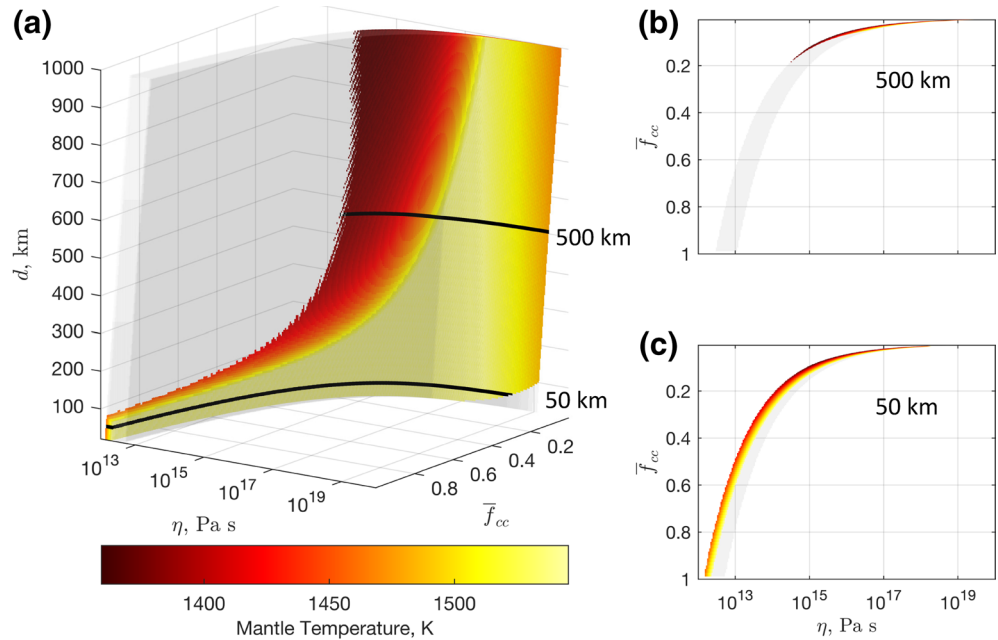 (a)
1000
900
800
700
600
500
400
300
200
100
d, km
500 km
50 km
10^13
10^15
10^17
10^19
η, Pa s
0.8
0.6
0.4
0.2
f̅cc
1400
1450
1500
Mantle Temperature, K
(b)
0.2
0.4
0.6
0.8
1
f̅cc
500 km
(c)
0.2
0.4
0.6
0.8
1
f̅cc
50 km
10^13
10^15
10^17
10^19
η, Pa s